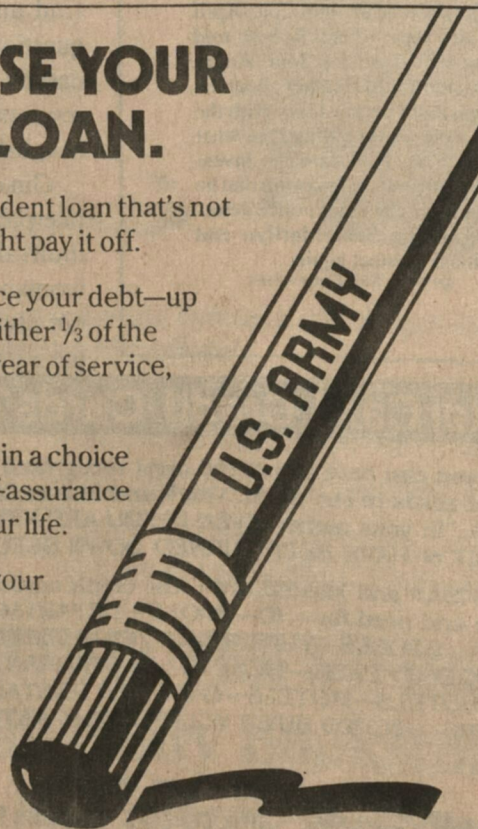 SE YOUR
LOAN.
dent loan that's not
ht pay it off.
ce your debt—up
ither ⅓ of the
year of service,
in a choice
-assurance
ur life.
our
U.S. ARMY